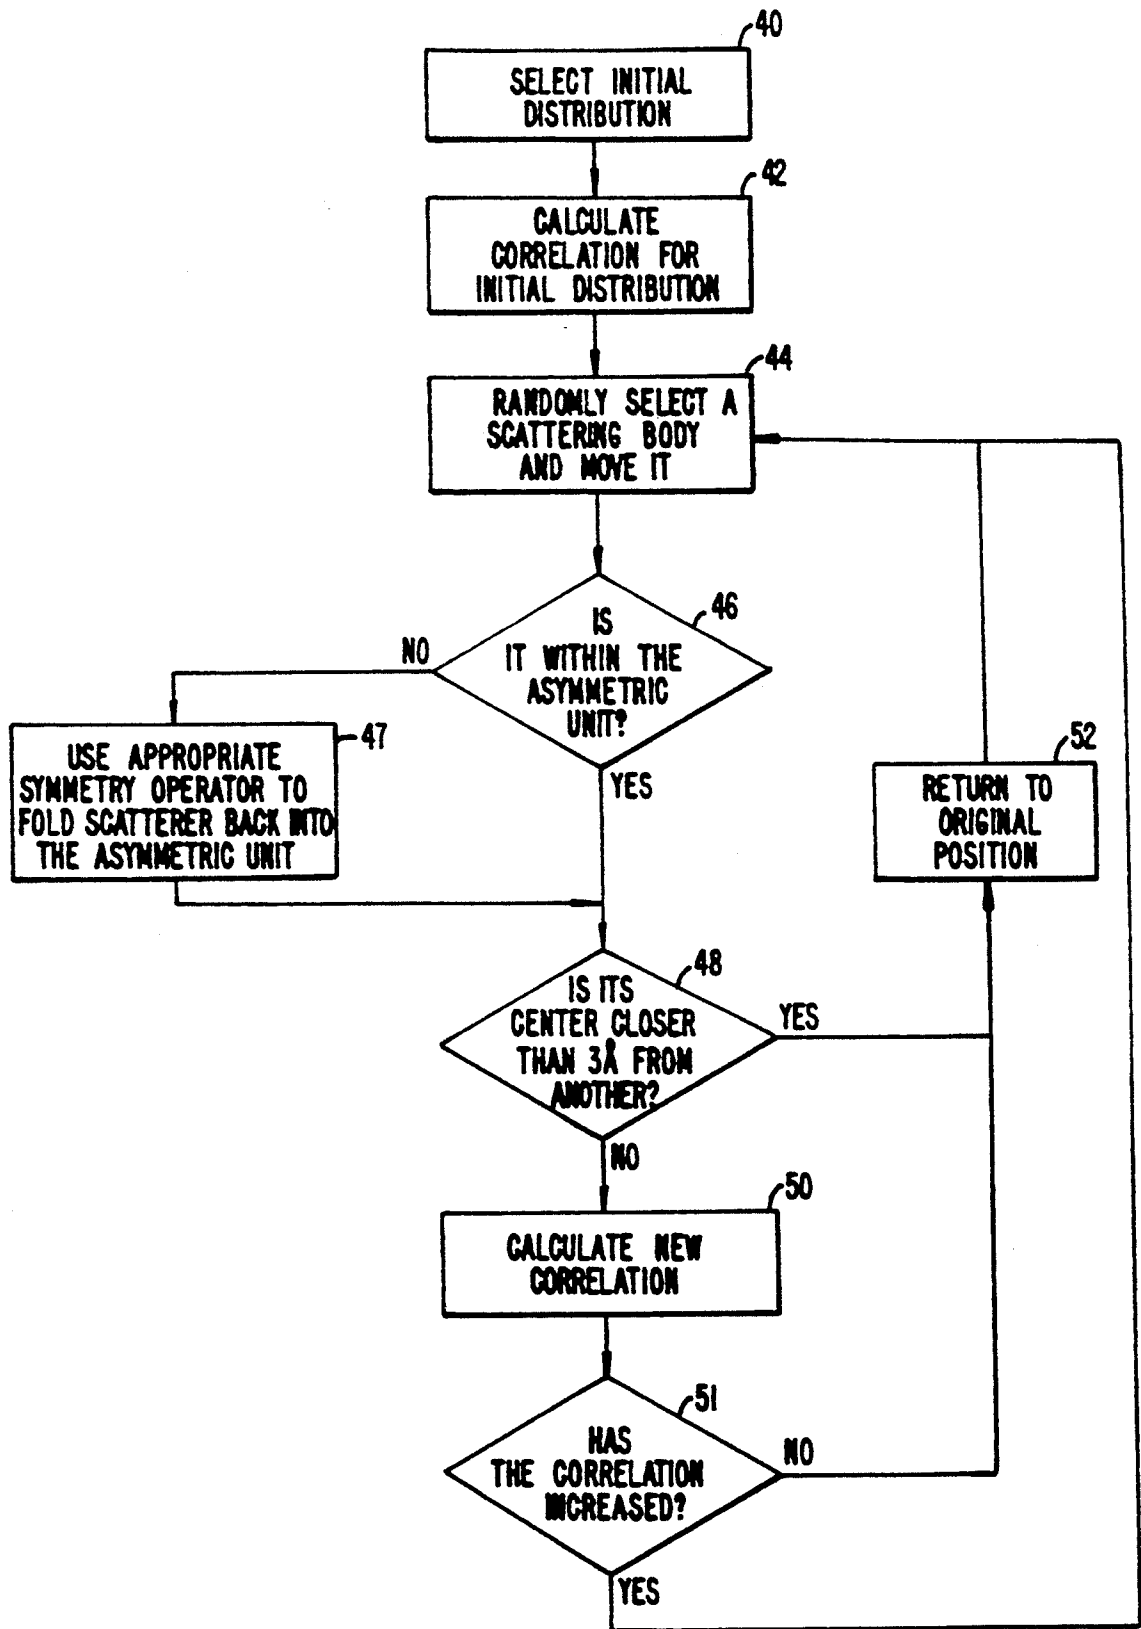 40
SELECT INITIAL
DISTRIBUTION
42
CALCULATE
CORRELATION FOR
INITIAL DISTRIBUTION
44
RANDOMLY SELECT A
SCATTERING BODY
AND MOVE IT
46
IS
IT WITHIN THE
ASYMMETRIC
UNIT?
NO
YES
47
USE APPROPRIATE
SYMMETRY OPERATOR TO
FOLD SCATTERER BACK INTO
THE ASYMMETRIC UNIT
52
RETURN TO
ORIGINAL
POSITION
48
IS ITS
CENTER CLOSER
THAN 3Å FROM
ANOTHER?
YES
NO
50
CALCULATE NEW
CORRELATION
51
HAS
THE CORRELATION
INCREASED?
NO
YES